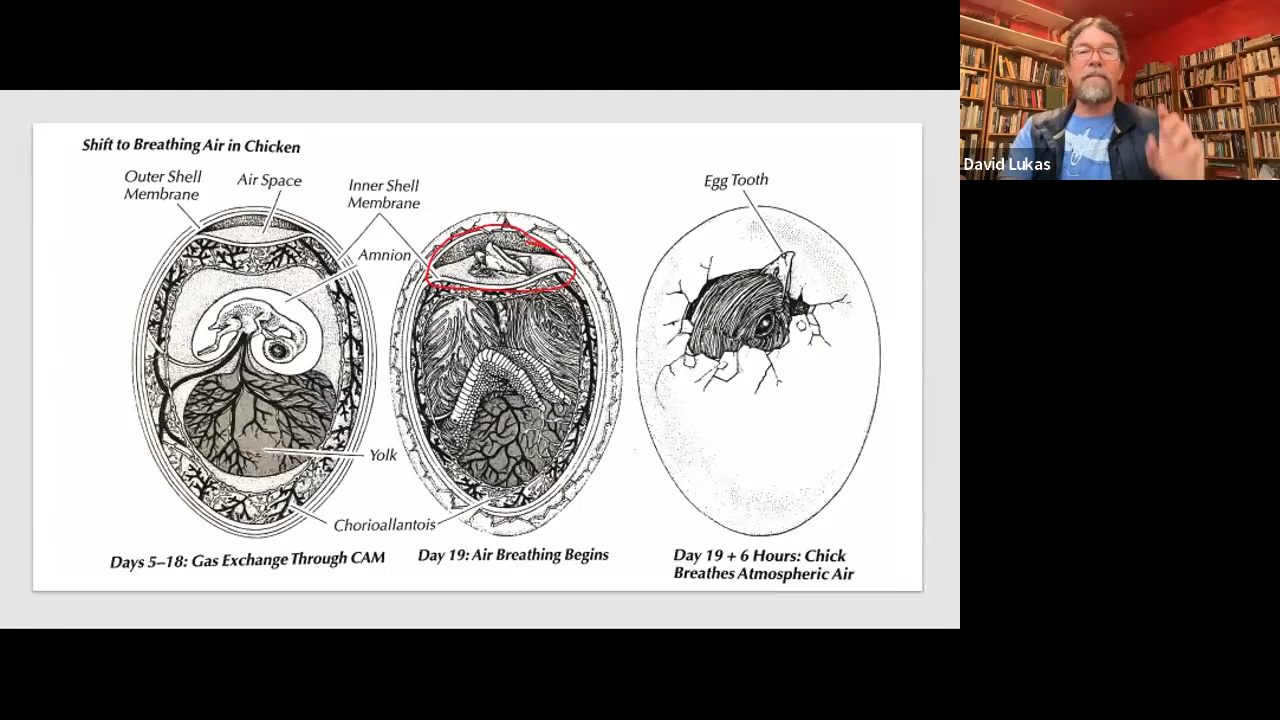 Shift to Breathing Air in Chicken
Outer Shell
Membrane
Air Space
Inner Shell
Membrane
Amnion
Yolk
Chorioallantois
Egg Tooth
Days 5–18: Gas Exchange Through CAM
Day 19: Air Breathing Begins
Day 19 + 6 Hours: Chick
Breathes Atmospheric Air
David Lukas